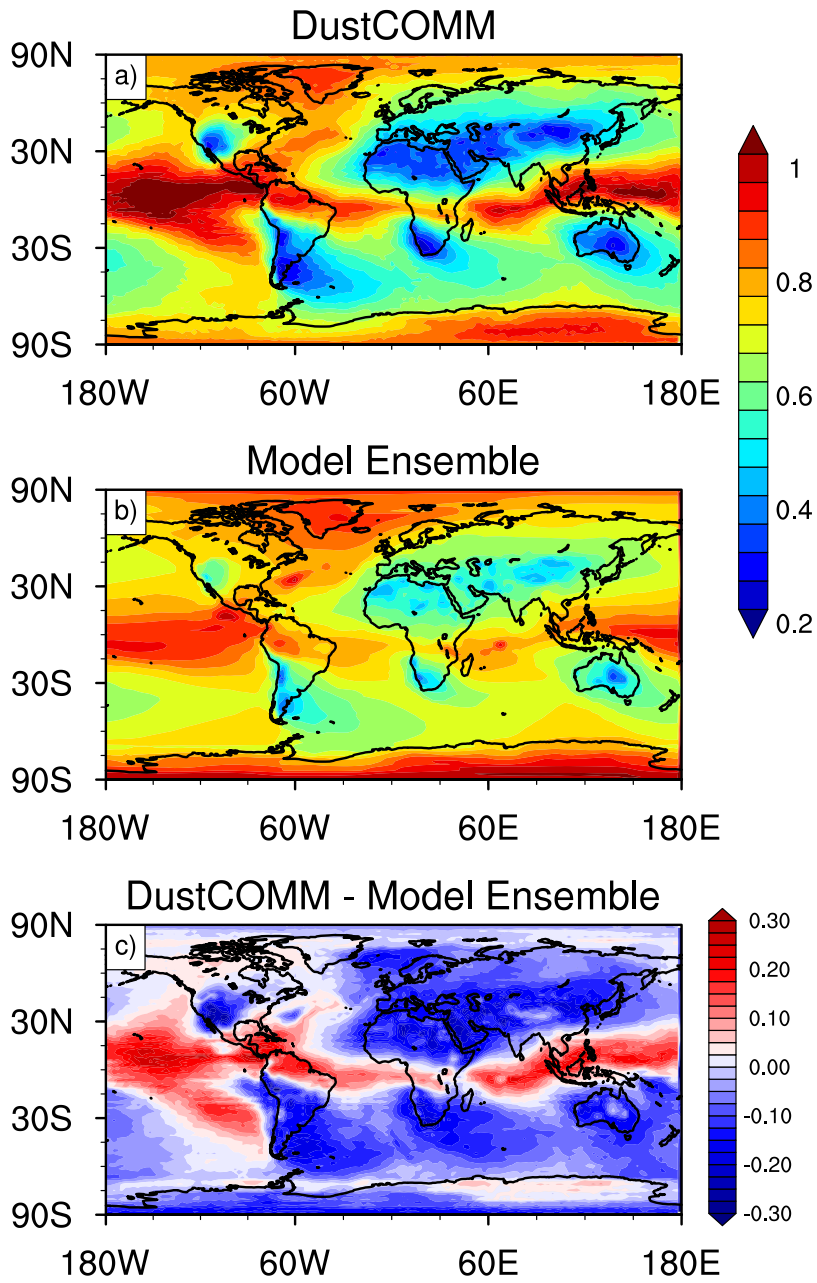 DustCOMM
90N
a)
30N
30S
90S
180W 60W 60E 180E
1
0.8
0.6
0.4
0.2
Model Ensemble
90N
b)
30N
30S
90S
180W 60W 60E 180E
DustCOMM - Model Ensemble
90N
c)
30N
30S
90S
180W 60W 60E 180E
0.30
0.20
0.10
0.00
-0.10
-0.20
-0.30